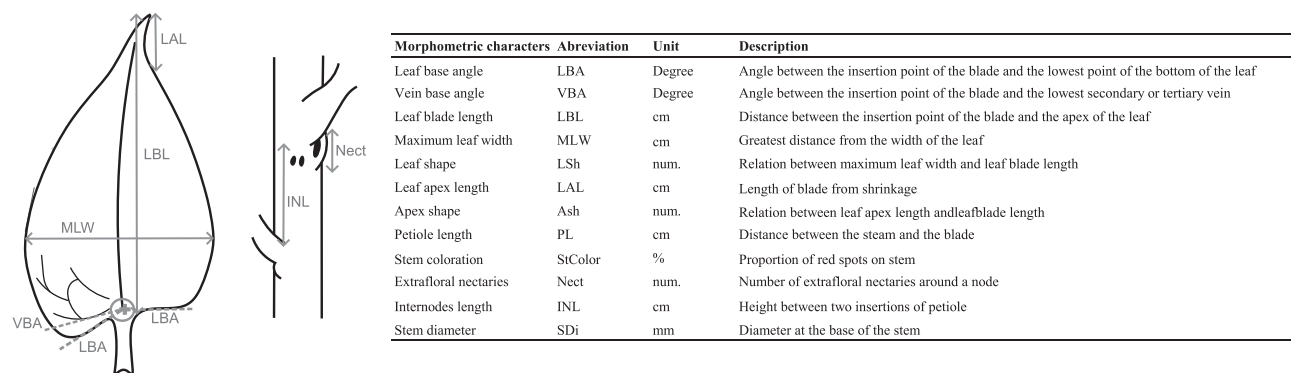 LAL
LBL
Nect
INL
MLW
VBA
LBA
LBA
Morphometric characters Abreviation Unit Description
Leaf base angle LBA Degree Angle between the insertion point of the blade and the lowest point of the bottom of the leaf
Vein base angle VBA Degree Angle between the insertion point of the blade and the lowest secondary or tertiary vein
Leaf blade length LBL cm Distance between the insertion point of the blade and the apex of the leaf
Maximum leaf width MLW cm Greatest distance from the width of the leaf
Leaf shape LSh num. Relation between maximum leaf width and leaf blade length
Leaf apex length LAL cm Length of blade from shrinkage
Apex shape Ash num. Relation between leaf apex length andleafblade length
Petiole length PL cm Distance between the steam and the blade
Stem coloration StColor % Proportion of red spots on stem
Extrafloral nectaries Nect num. Number of extrafloral nectaries around a node
Internodes length INL cm Height between two insertions of petiole
Stem diameter SDi mm Diameter at the base of the stem